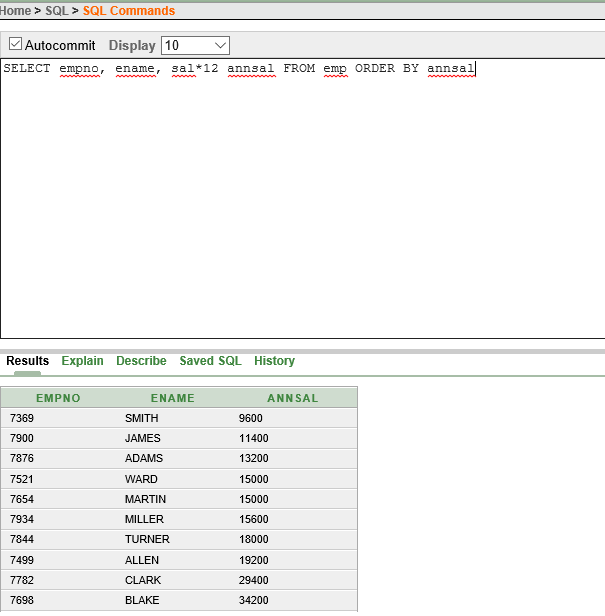 Home > SQL > SQL Commands
Autocommit Display 10
SELECT empno, ename, sal*12 annsal FROM emp ORDER BY annsal
Results Explain Describe Saved SQL History
EMPNO ENAME ANNSAL
7369 SMITH 9600
7900 JAMES 11400
7876 ADAMS 13200
7521 WARD 15000
7654 MARTIN 15000
7934 MILLER 15600
7844 TURNER 18000
7499 ALLEN 19200
7782 CLARK 29400
7698 BLAKE 34200